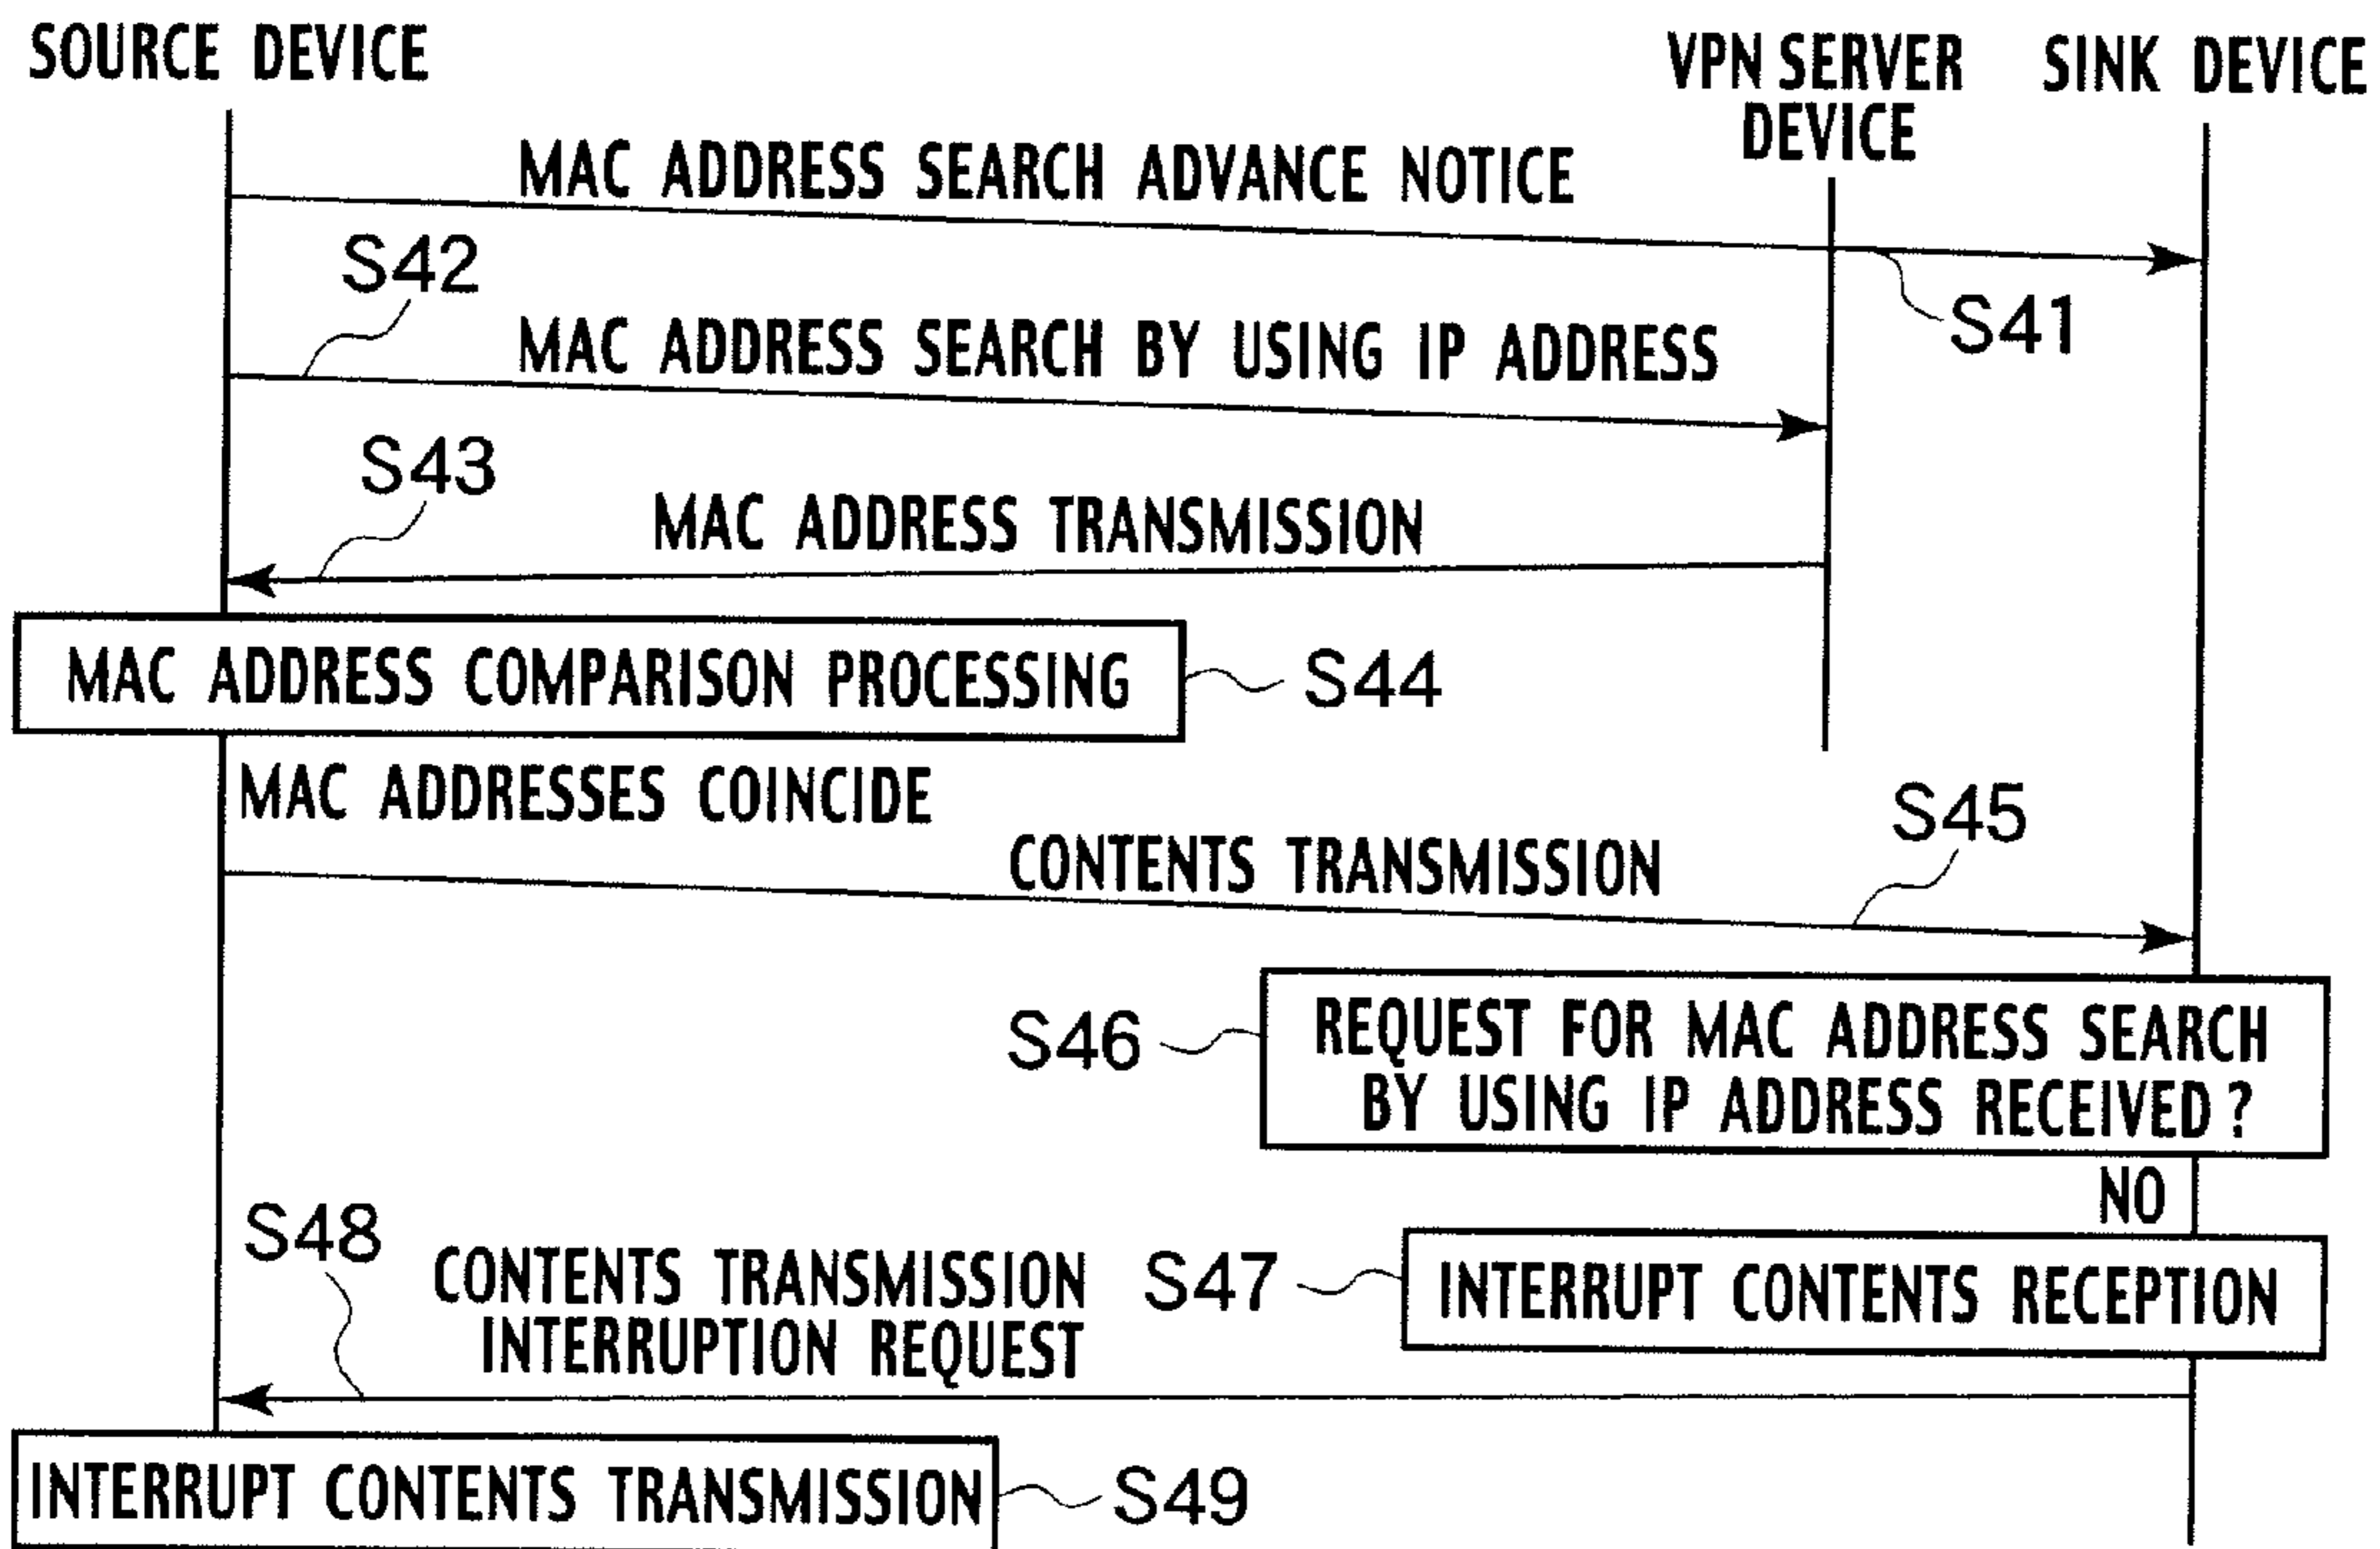 SOURCE DEVICE
VPN SERVER
DEVICE
SINK DEVICE
MAC ADDRESS SEARCH ADVANCE NOTICE
S41
S42
MAC ADDRESS SEARCH BY USING IP ADDRESS
S43
MAC ADDRESS TRANSMISSION
MAC ADDRESS COMPARISON PROCESSING
S44
MAC ADDRESSES COINCIDE
S45
CONTENTS TRANSMISSION
S46
REQUEST FOR MAC ADDRESS SEARCH
BY USING IP ADDRESS RECEIVED?
NO
S47
INTERRUPT CONTENTS RECEPTION
S48
CONTENTS TRANSMISSION
INTERRUPTION REQUEST
INTERRUPT CONTENTS TRANSMISSION
S49